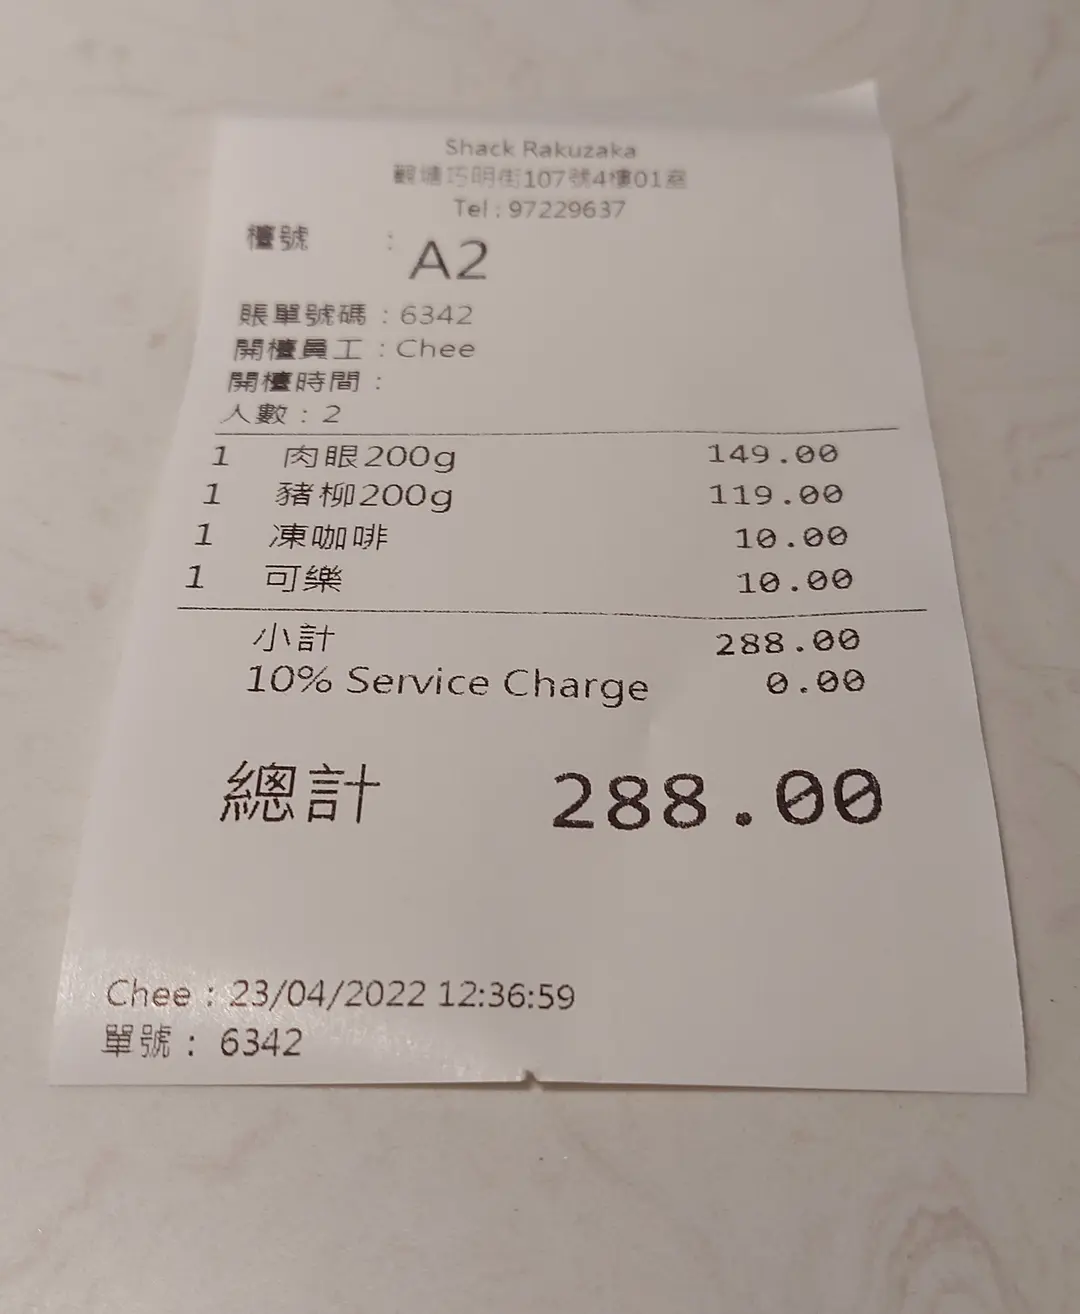 Shack Rakuzaka
觀塘巧明街107號4樓01室
Tel : 97229637
檯號 : A2
賬單號碼 : 6342
開檯員工 : Chee
開檯時間 :
人數 : 2
1 肉眼200g 149.00
1 豬柳200g 119.00
1 凍咖啡 10.00
1 可樂 10.00
小計 288.00
10% Service Charge 0.00
總計 288.00
Chee : 23/04/2022 12:36:59
單號 : 6342